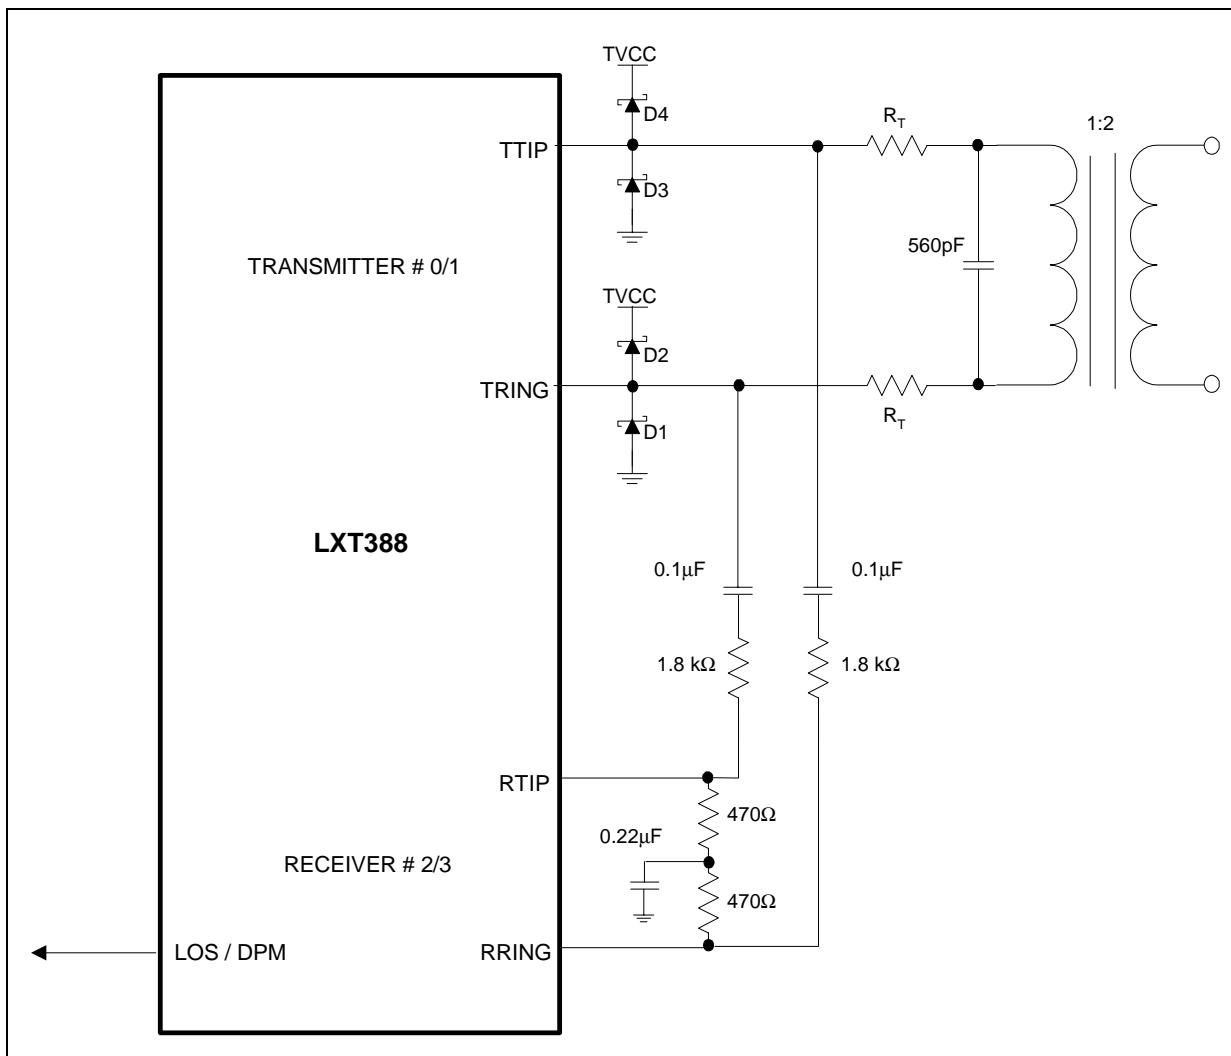 TVCC
D4
R_T
1:2
TTIP
D3
560pF
TRANSMITTER # 0/1
TVCC
D2
TRING
D1
R_T
LXT388
0.1μF
0.1μF
1.8 kΩ
1.8 kΩ
RTIP
470Ω
0.22μF
RECEIVER # 2/3
470Ω
LOS / DPM
RRING